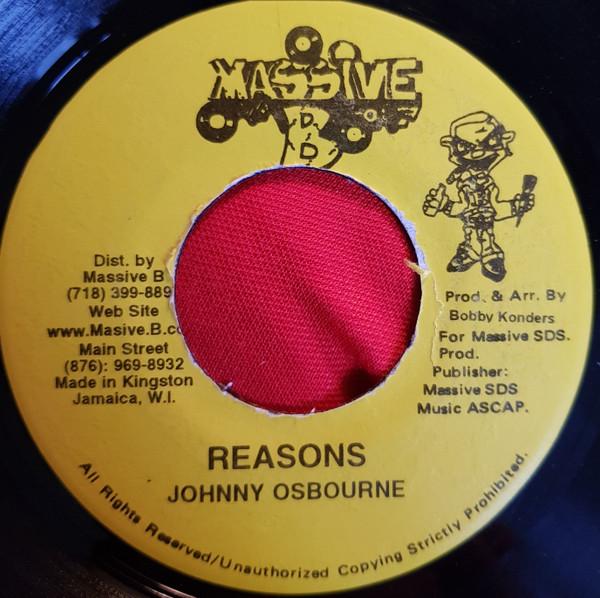 MASSIVE
D.
D
Dist. by
Massive B
(718) 399-889
Web Site
www.Masive.B.co
Main Street
(876): 969-8932
Made in Kingston
Jamaica, W.I.
Prod. & Arr. By
Bobby Konders
For Massive SDS.
Prod.
Publisher:
Massive SDS
Music ASCAP.
REASONS
JOHNNY OSBOURNE
All Rights Reserved/Unauthorized Copying Strictly Prohibited.